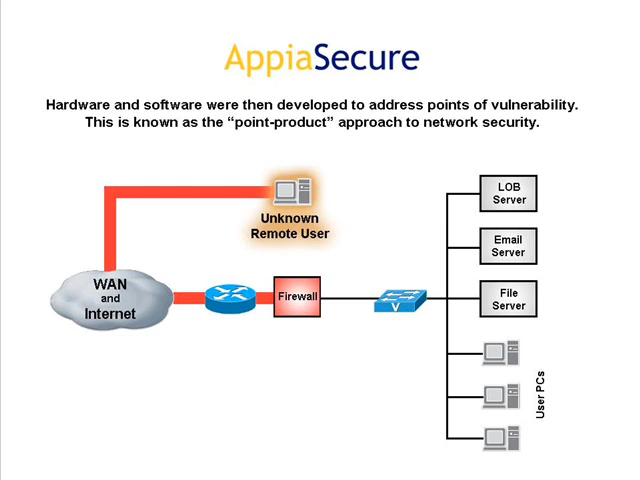 AppiaSecure
Hardware and software were then developed to address points of vulnerability.
This is known as the “point-product” approach to network security.
Unknown
Remote User
WAN
and
Internet
Firewall
V
LOB
Server
Email
Server
File
Server
User PCs